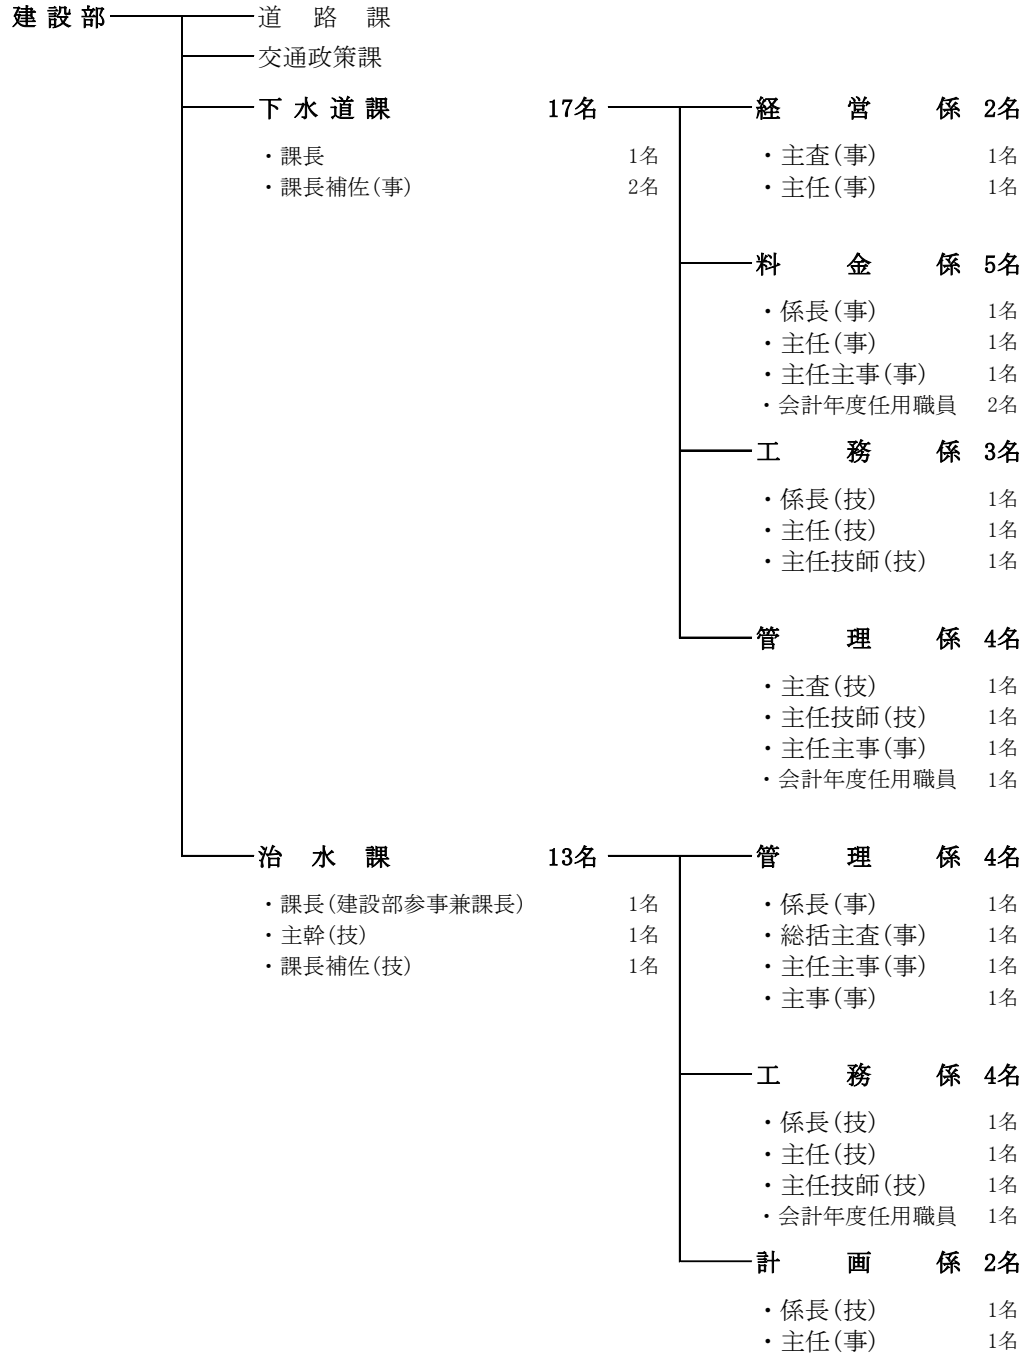 建設部 道路課
交通政策課
下水道課 17名 経営係 2名
・課長 1名 ・主査(事) 1名
・課長補佐(事) 2名 ・主任(事) 1名
料金係 5名
・係長(事) 1名
・主任(事) 1名
・主任主事(事) 1名
・会計年度任用職員 2名
工務係 3名
・係長(技) 1名
・主任(技) 1名
・主任技師(技) 1名
管理係 4名
・主査(技) 1名
・主任技師(技) 1名
・主任主事(事) 1名
・会計年度任用職員 1名
治水課 13名 管理係 4名
・課長(建設部参事兼課長) 1名 ・係長(事) 1名
・主幹(技) 1名 ・総括主査(事) 1名
・課長補佐(技) 1名 ・主任主事(事) 1名
・主事(事) 1名
工務係 4名
・係長(技) 1名
・主任(技) 1名
・主任技師(技) 1名
・会計年度任用職員 1名
計画係 2名
・係長(技) 1名
・主任(事) 1名